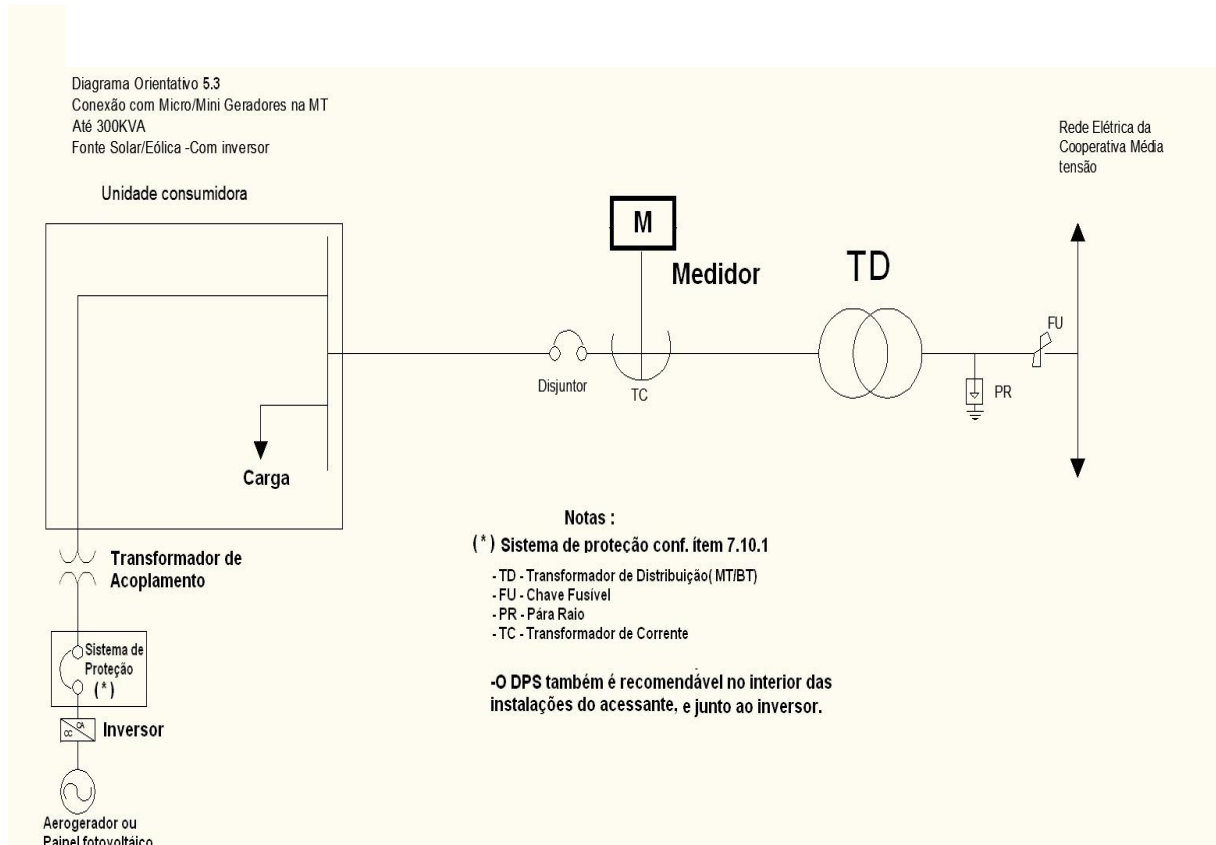 Diagrama Orientativo 5.3
Conexão com Micro/Mini Geradores na MT
Até 300KVA
Fonte Solar/Eólica -Com inversor
Unidade consumidora
Rede Elétrica da
Cooperativa Média
tensão
M
Medidor
TD
FU
Disjuntor
TC
PR
Carga
Notas :
(*) Sistema de proteção conf. ítem 7.10.1
- TD - Transformador de Distribuição( MT/BT)
- FU - Chave Fusível
- PR - Pára Raio
- TC - Transformador de Corrente
-O DPS também é recomendável no interior das
instalações do acessante, e junto ao inversor.
Transformador de
Acoplamento
Sistema de
Proteção
(*)
CA
CC
Inversor
Aerogerador ou
Painel fotovoltáico